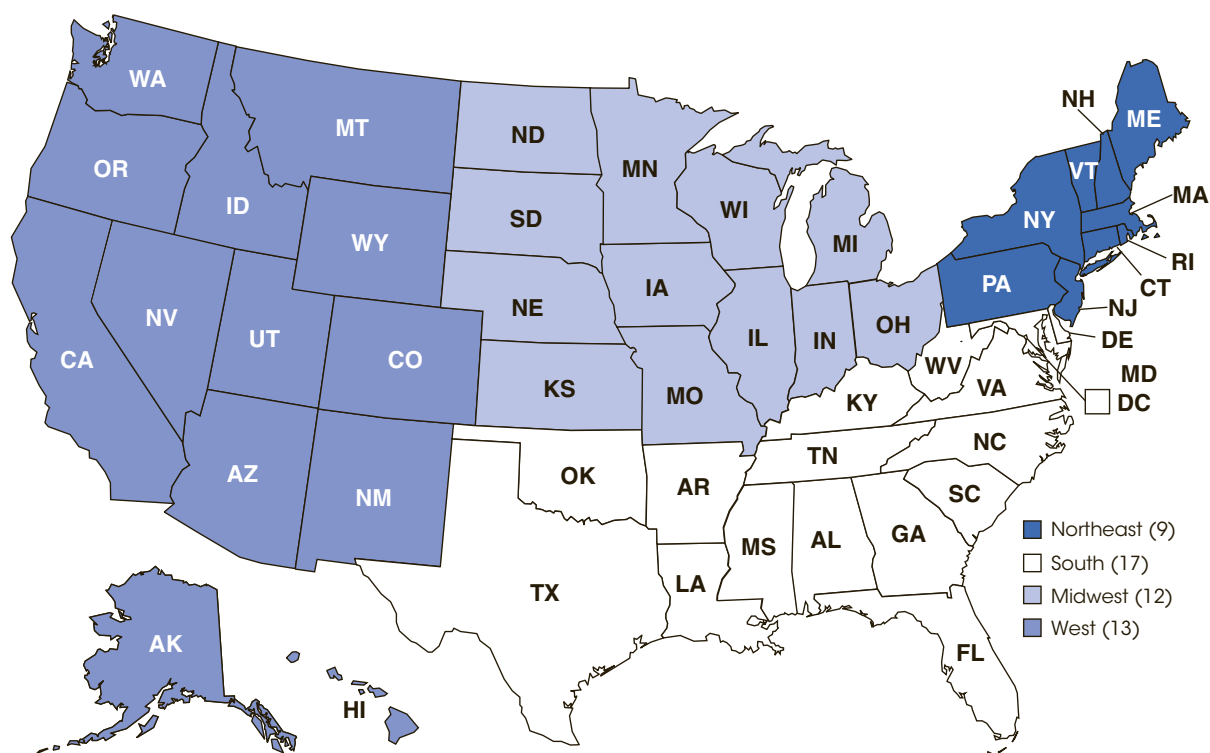 WA
MT
ND
MN
NH
ME
OR
ID
SD
WI
VT
MA
WY
MI
NY
RI
CT
NE
IA
PA
NJ
NV
UT
CO
IL
IN
OH
DE
CA
KS
MO
WV
VA
MD
DC
KY
AZ
NM
OK
AR
TN
NC
SC
MS
AL
GA
TX
LA
FL
AK
HI
Northeast (9)
South (17)
Midwest (12)
West (13)